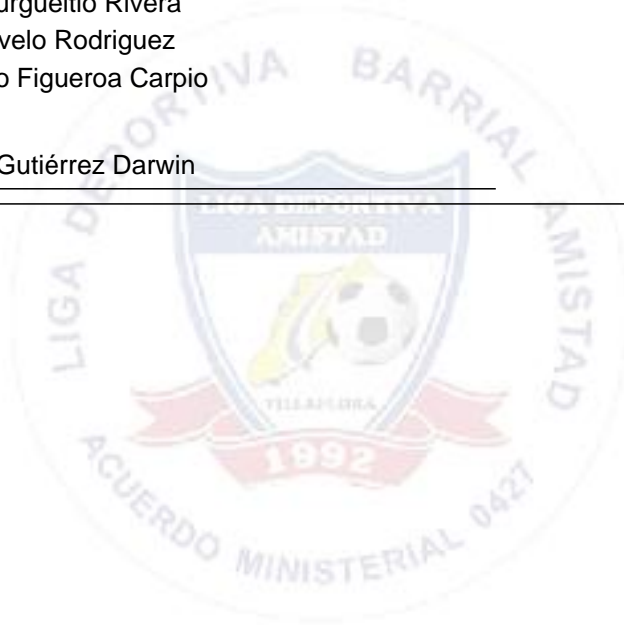 urgueitio Rivera
velo Rodriguez
o Figueroa Carpio
Gutiérrez Darwin
LIGA DEPORTIVA BARRIAL AMISTAD
LIGA DEPORTIVA
AMISTAD
VILLAFLORA
1992
ACUERDO MINISTERIAL 0427